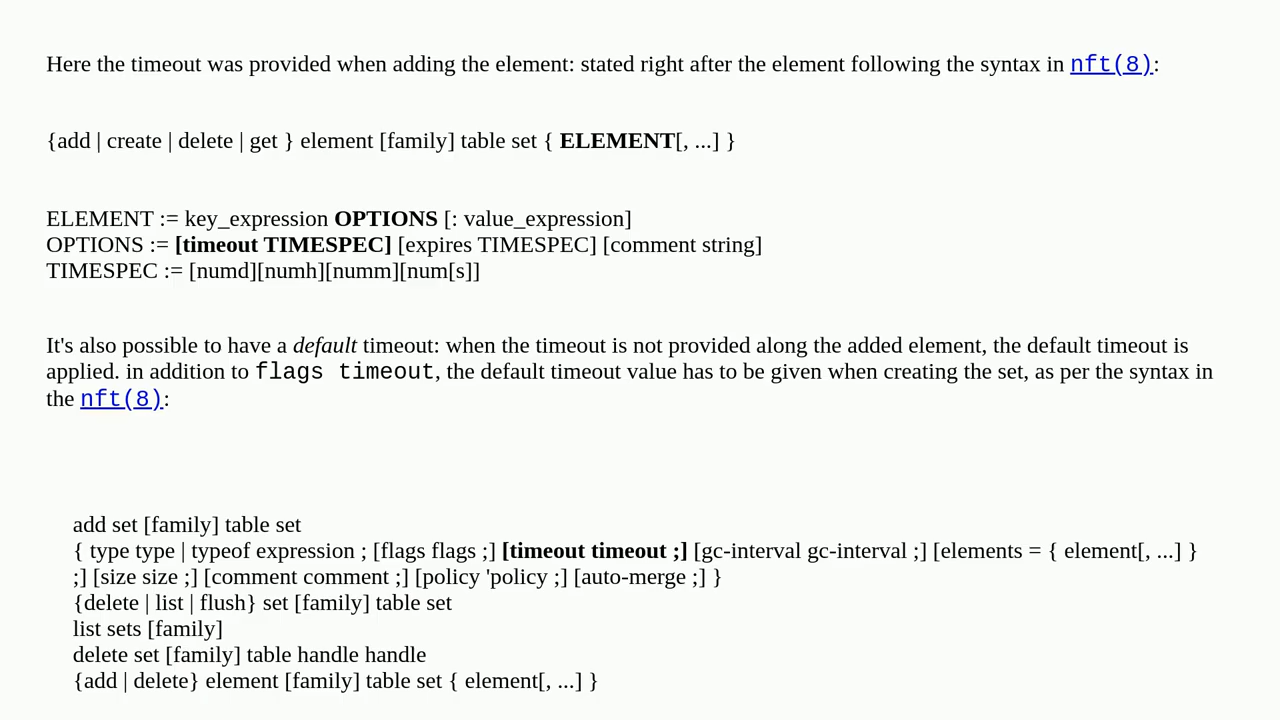 Here the timeout was provided when adding the element: stated right after the element following the syntax in nft(8):
{add | create | delete | get } element [family] table set { ELEMENT[, ...] }
ELEMENT := key_expression OPTIONS [: value_expression]
OPTIONS := [timeout TIMESPEC] [expires TIMESPEC] [comment string]
TIMESPEC := [numd][numh][numm][num[s]]
It's also possible to have a default timeout: when the timeout is not provided along the added element, the default timeout is
applied. in addition to flags timeout, the default timeout value has to be given when creating the set, as per the syntax in
the nft(8):
add set [family] table set
{ type type | typeof expression ; [flags flags ;] [timeout timeout ;] [gc-interval gc-interval ;] [elements = { element[, ...] }
;] [size size ;] [comment comment ;] [policy 'policy ;] [auto-merge ;] }
{delete | list | flush} set [family] table set
list sets [family]
delete set [family] table handle handle
{add | delete} element [family] table set { element[, ...] }